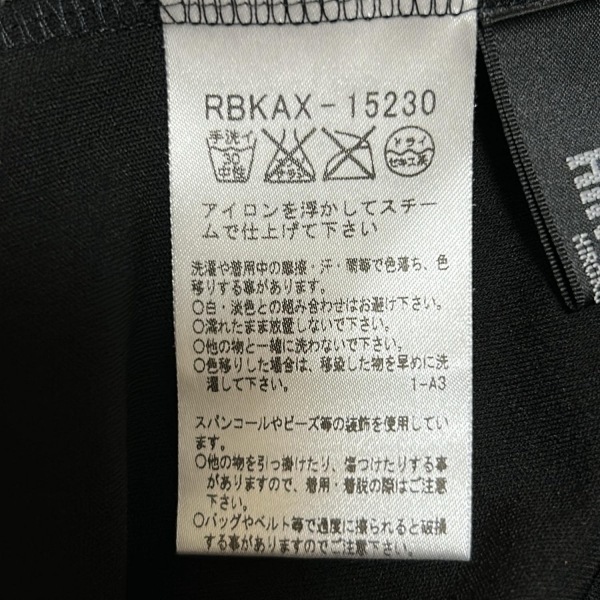 RBKAX-15230
手洗イ
30
中性
エンソ
サラシ
ドライ
セキユ系
アイロンを浮かしてスチー
ムで仕上げて下さい
洗濯や着用中の摩擦・汗・雨等で色落ち、色
移りする事があります。
○白・淡色との組み合わせはお避け下さい。
○濡れたまま放置しないで下さい。
○他の物と一緒に洗わないで下さい。
○色移りした場合は、移染した物を早めに洗
濯して下さい。 1-A3
スパンコールやビーズ等の装飾を使用してい
ます。
○他の物を引っ掛けたり、傷つけたりする事
がありますので、着用・着脱の際はご注意
下さい。
○バッグやベルト等で過度に擦られると破損
する事がありますのでご注意下さい。
HIROKO